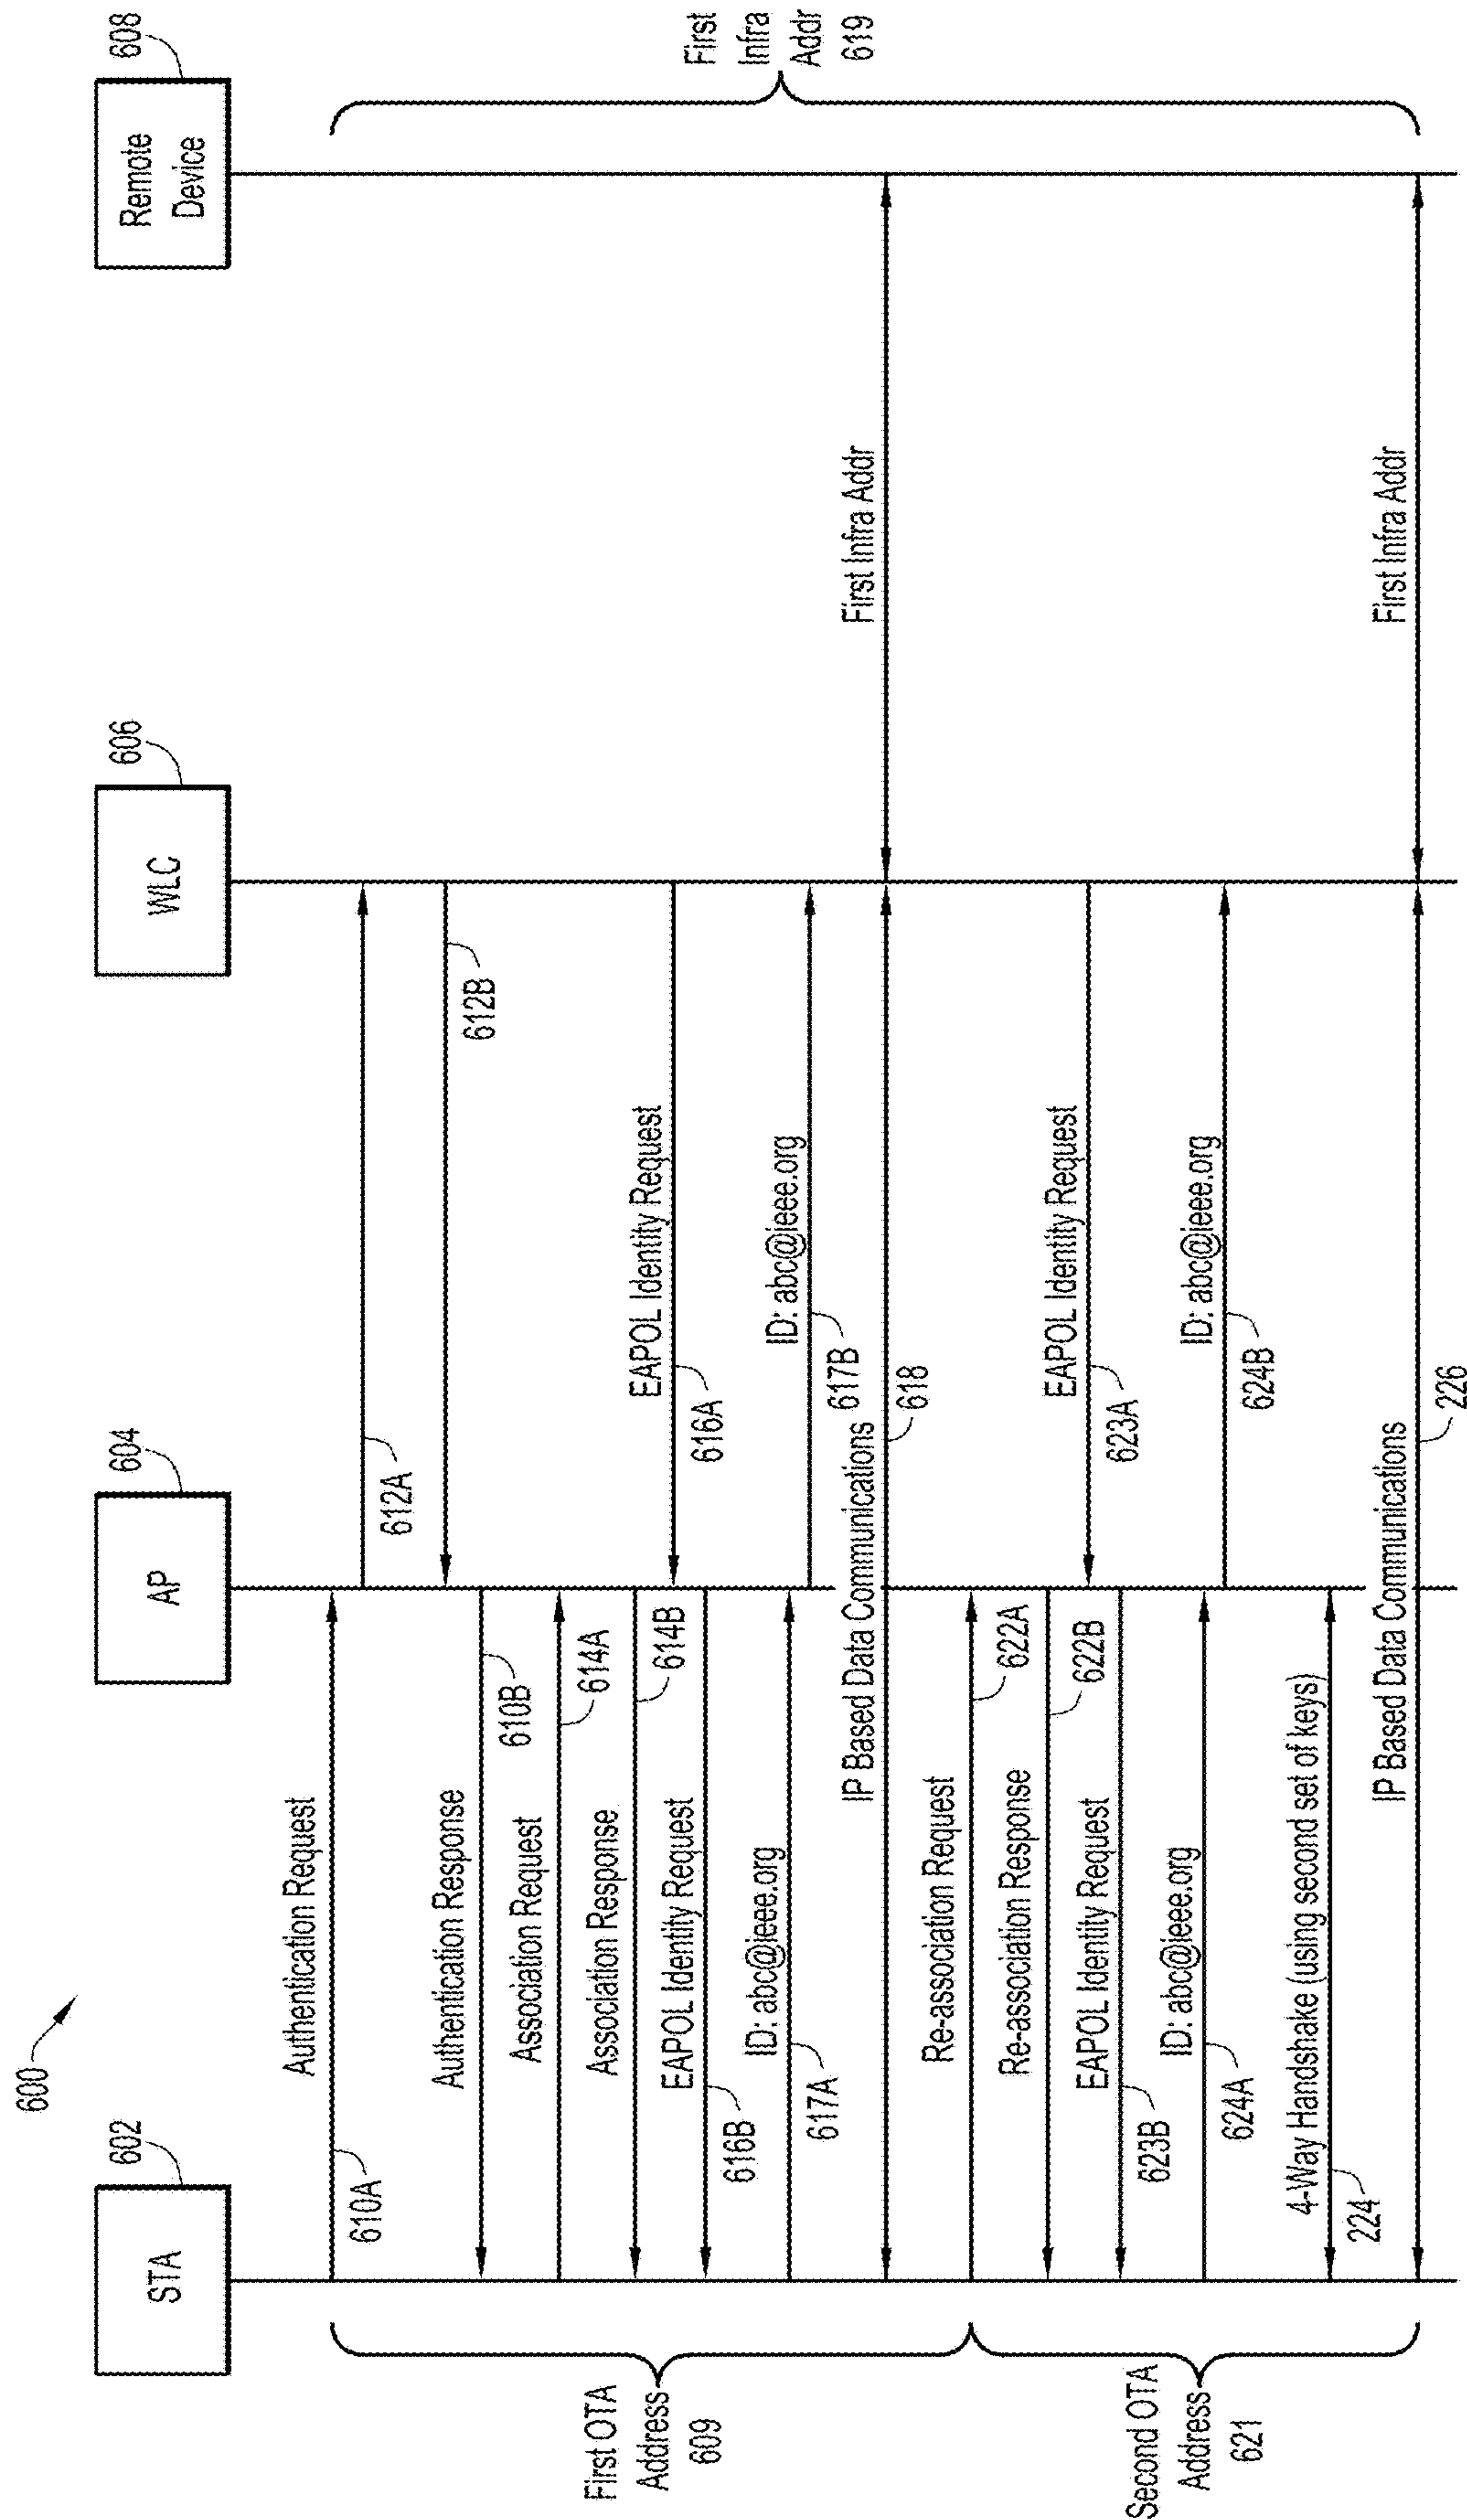 600
STA
602
AP
604
WLC
606
Remote
Device
608
Authentication Request
610A
612A
612B
Authentication Response
610B
Association Request
614A
Association Response
614B
EAPOL Identity Request
616A
EAPOL Identity Request
616B
ID: abc@ieee.org
617A
ID: abc@ieee.org
617B
IP Based Data Communications
618
First Infra Addr
Re-association Request
622A
Re-association Response
622B
EAPOL Identity Request
623A
EAPOL Identity Request
623B
ID: abc@ieee.org
624A
ID: abc@ieee.org
624B
4-Way Handshake (using second set of keys)
224
IP Based Data Communications
226
First Infra Addr
First OTA
Address
609
Second OTA
Address
621
First
Infra
Addr
619